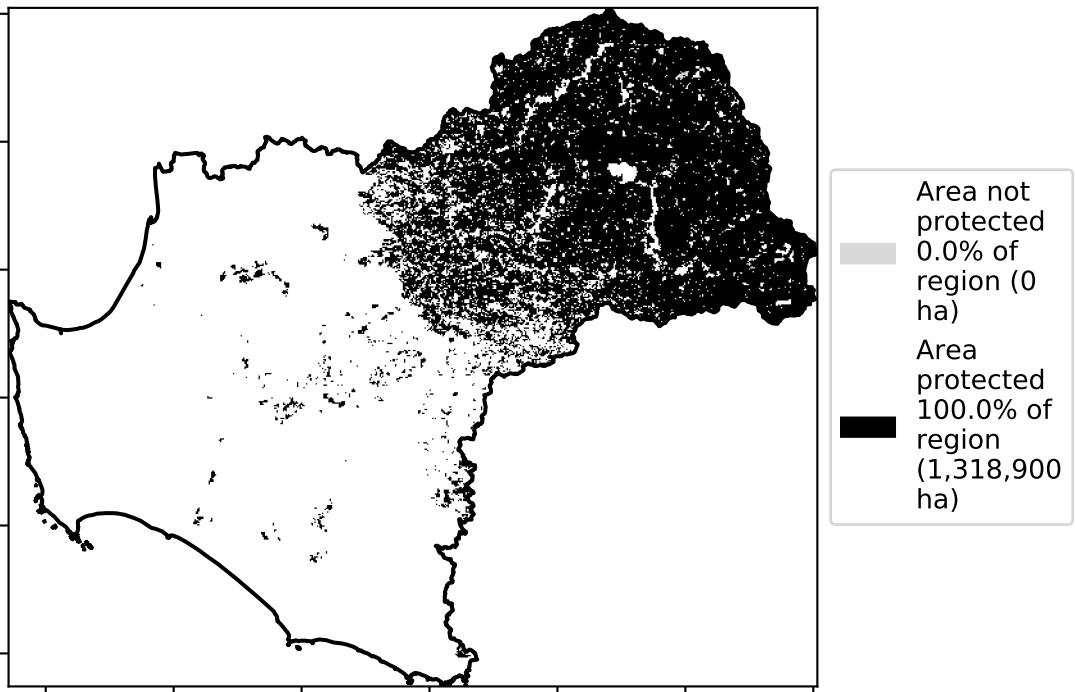 Area not
protected
0.0% of
region (0
ha)
Area
protected
100.0% of
region
(1,318,900
ha)